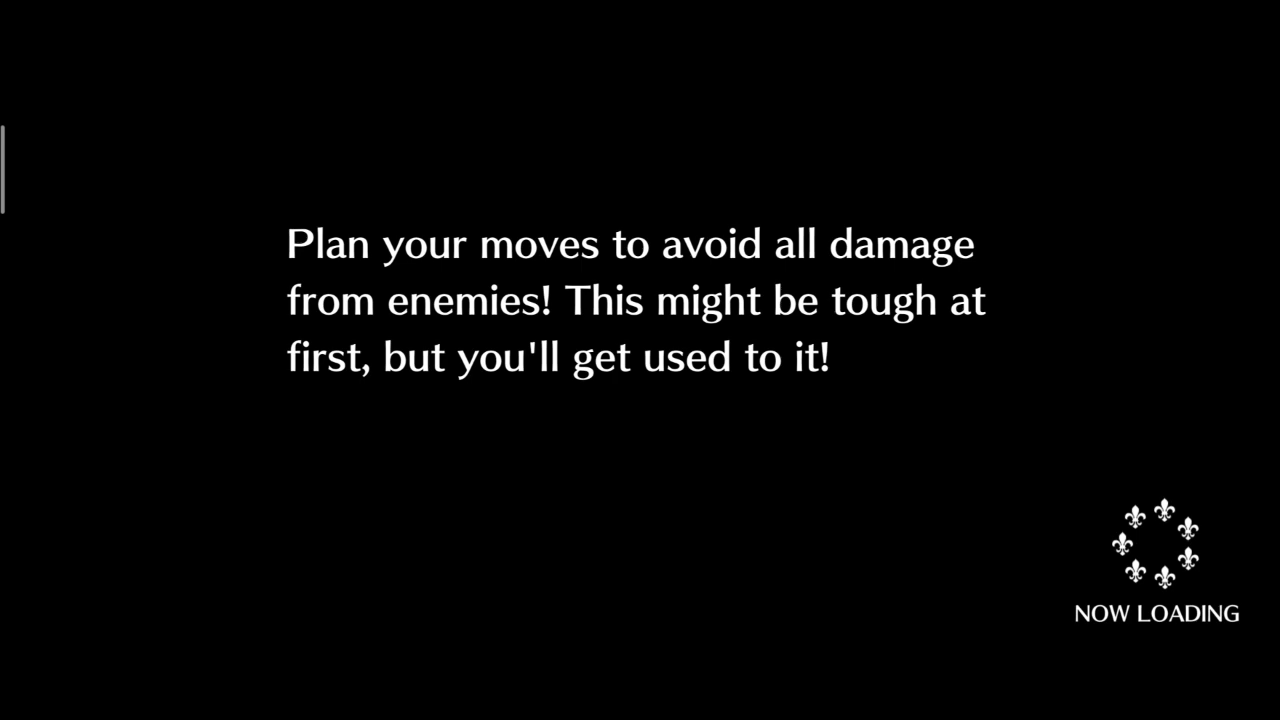 Plan your moves to avoid all damage
from enemies! This might be tough at
first, but you'll get used to it!
NOW LOADING